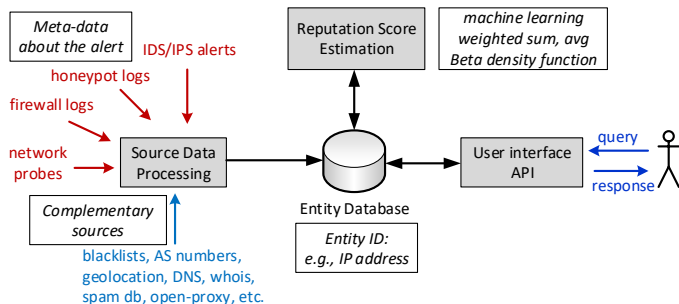 Meta-data
about the alert
IDS/IPS alerts
honeypot logs
firewall logs
network
probes
Source Data
Processing
Complementary
sources
blacklists, AS numbers,
geolocation, DNS, whois,
spam db, open-proxy, etc.
Reputation Score
Estimation
machine learning
weighted sum, avg
Beta density function
Entity Database
Entity ID:
e.g., IP address
User interface
API
query
response